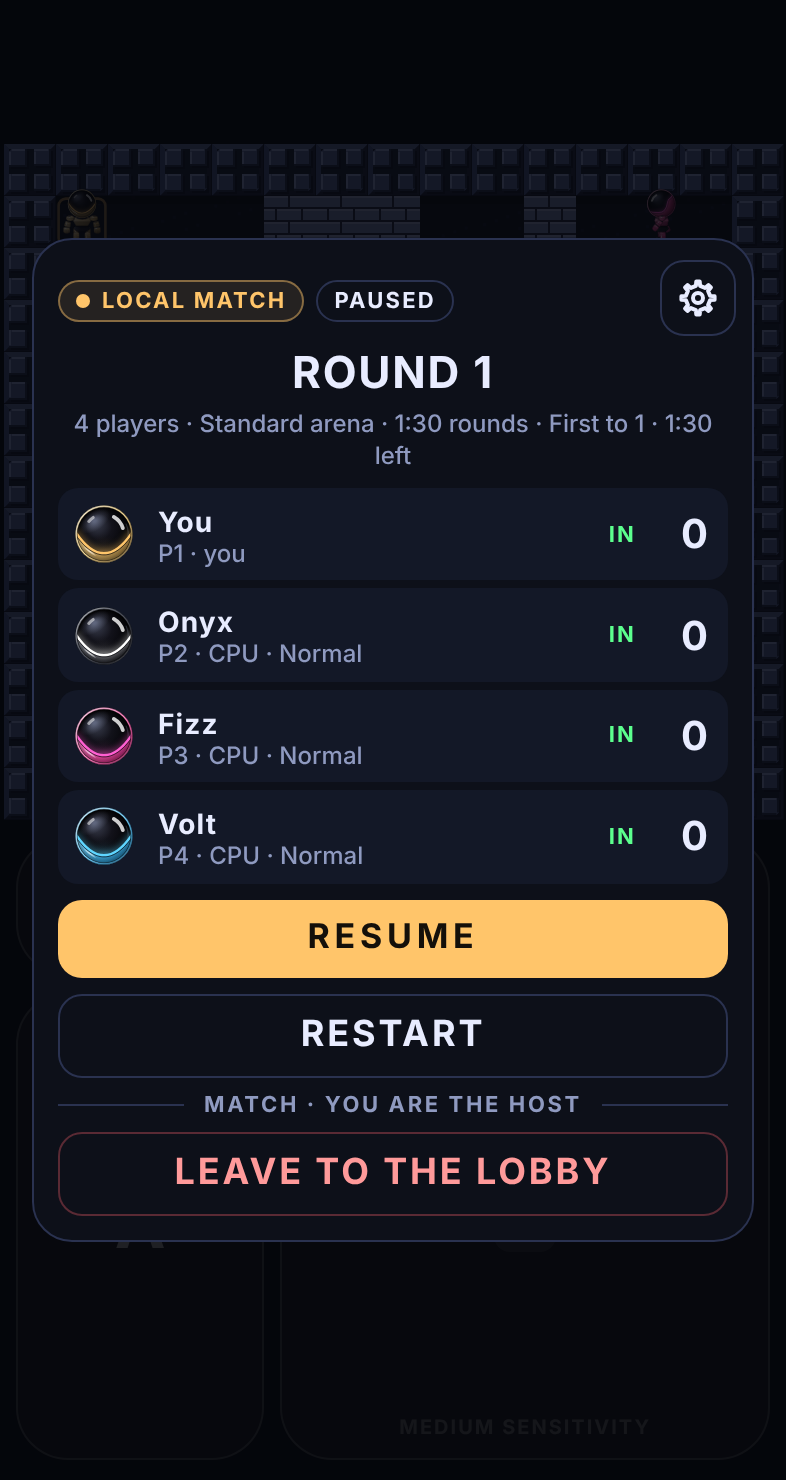 LOCAL MATCH
PAUSED
ROUND 1
4 players · Standard arena · 1:30 rounds · First to 1 · 1:30
left
You
P1 · you
IN
0
Onyx
P2 · CPU · Normal
IN
0
Fizz
P3 · CPU · Normal
IN
0
Volt
P4 · CPU · Normal
IN
0
RESUME
RESTART
MATCH · YOU ARE THE HOST
LEAVE TO THE LOBBY
MEDIUM SENSITIVITY